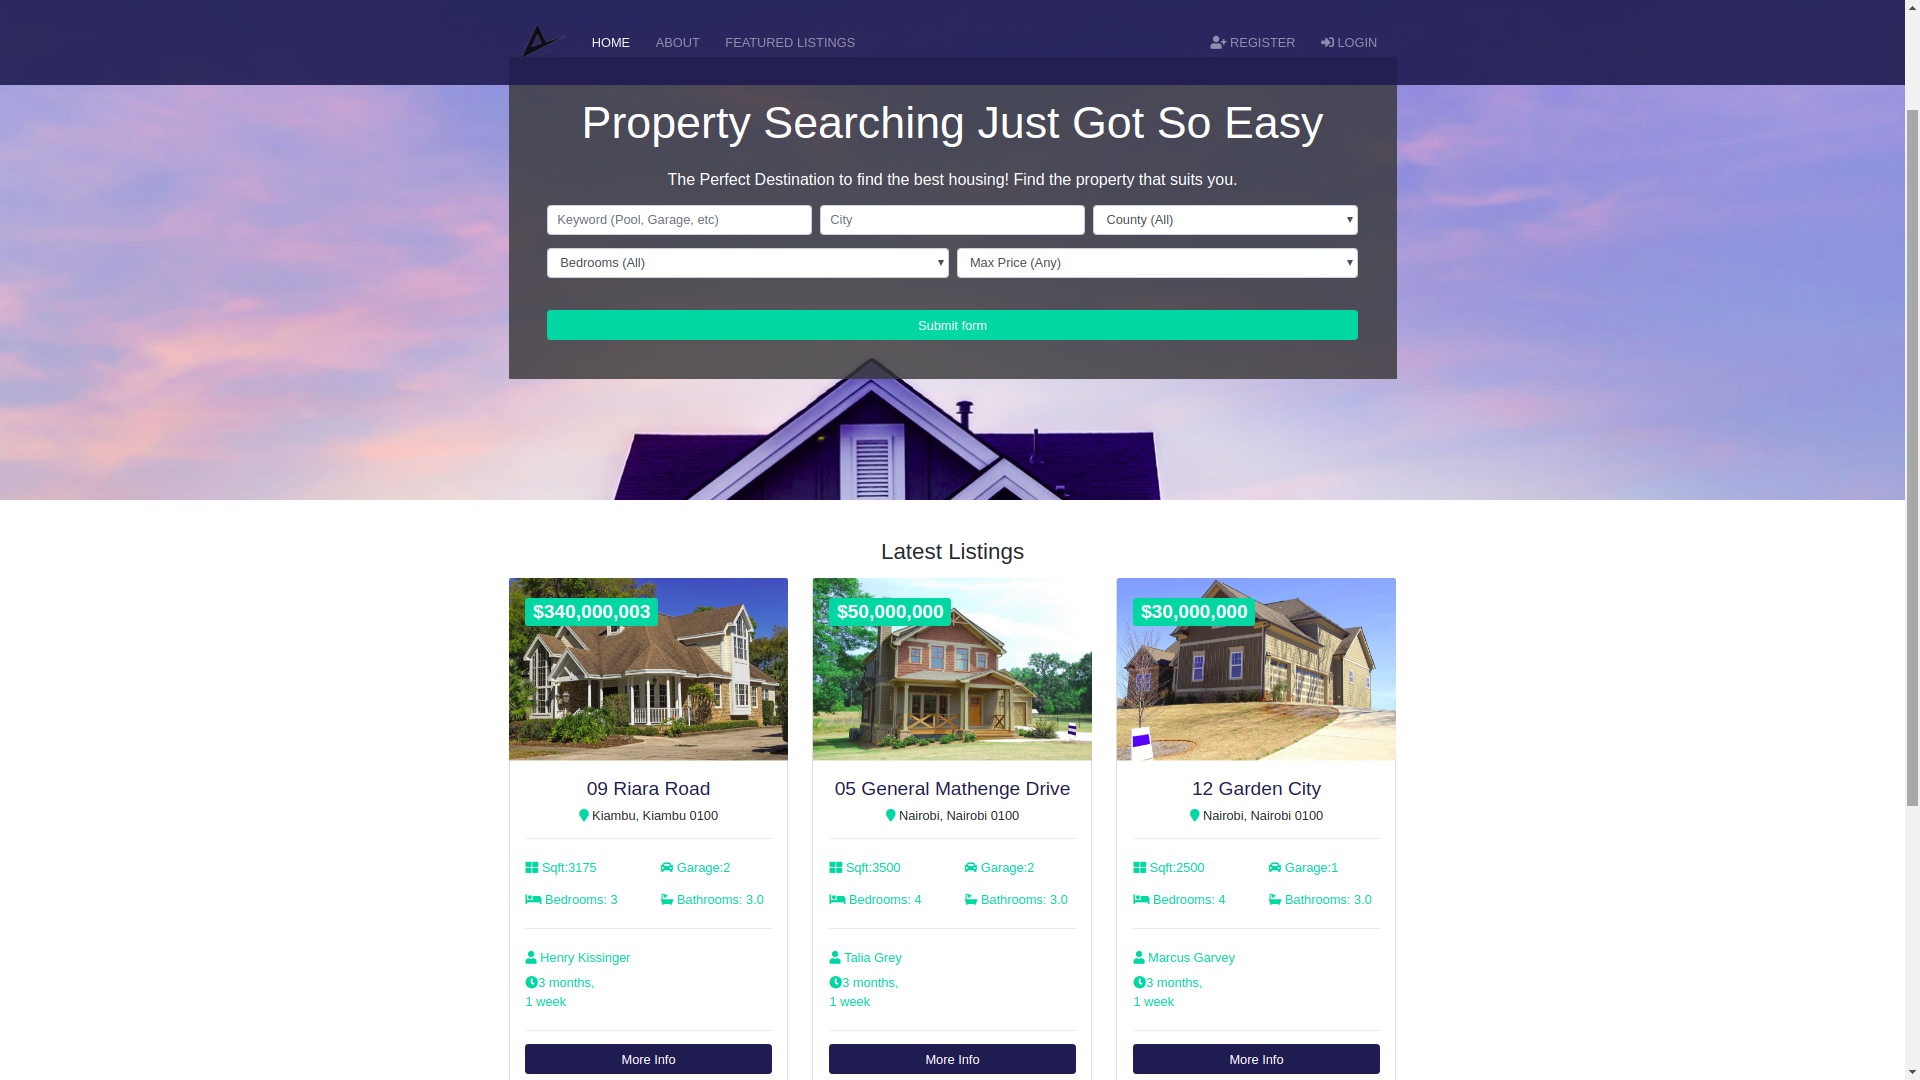 HOME ABOUT FEATURED LISTINGS REGISTER LOGIN
Property Searching Just Got So Easy
The Perfect Destination to find the best housing! Find the property that suits you.
Keyword (Pool, Garage, etc) City County (All)
Bedrooms (All) Max Price (Any)
Submit form
Latest Listings
$340,000,003
09 Riara Road
Kiambu, Kiambu 0100
Sqft:3175 Garage:2
Bedrooms: 3 Bathrooms: 3.0
Henry Kissinger
3 months,
1 week
More Info
$50,000,000
05 General Mathenge Drive
Nairobi, Nairobi 0100
Sqft:3500 Garage:2
Bedrooms: 4 Bathrooms: 3.0
Talia Grey
3 months,
1 week
More Info
$30,000,000
12 Garden City
Nairobi, Nairobi 0100
Sqft:2500 Garage:1
Bedrooms: 4 Bathrooms: 3.0
Marcus Garvey
3 months,
1 week
More Info